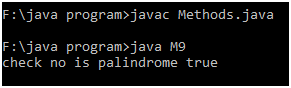 F:\java program>javac Methods.java
F:\java program>java M9
check no is palindrome true